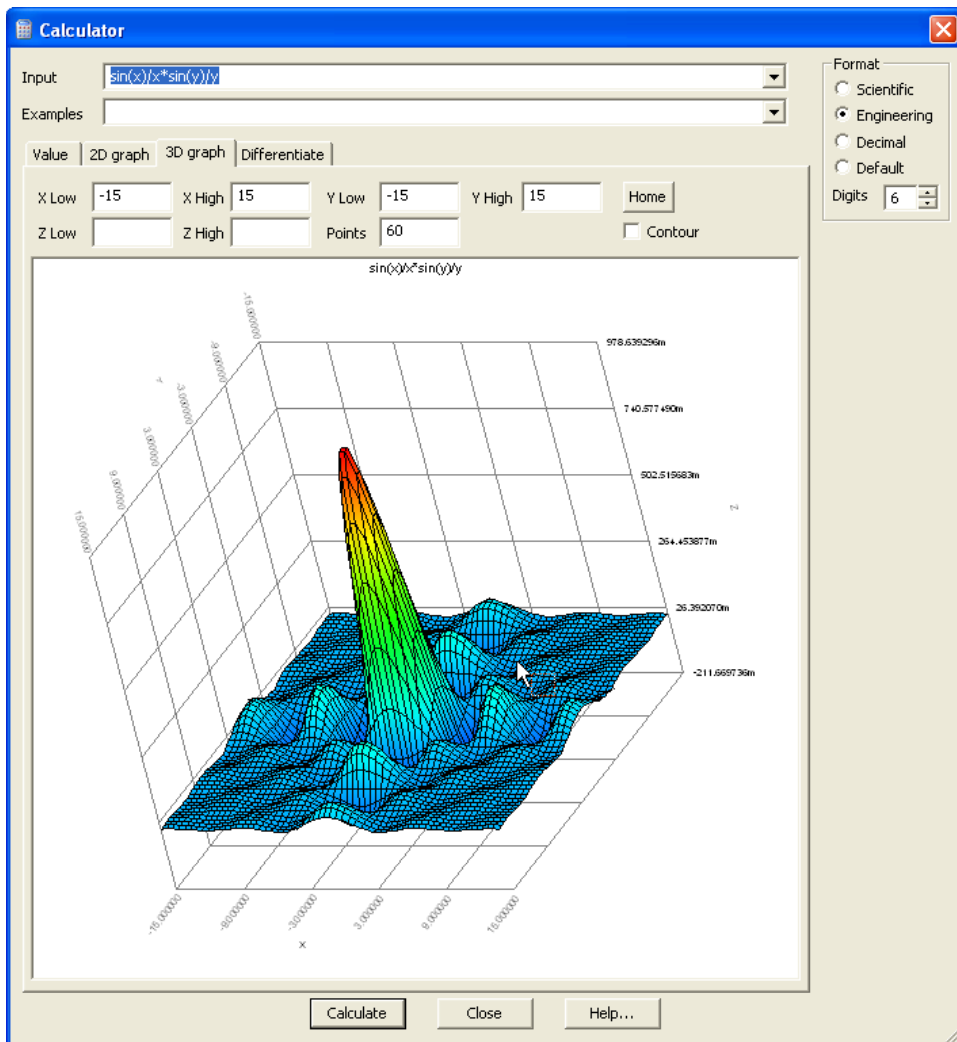 Calculator
Input sin(x)/x*sin(y)/y
Examples
Format
Scientific
Engineering
Decimal
Default
Digits 6
Value 2D graph 3D graph Differentiate
X Low -15 X High 15 Y Low -15 Y High 15 Home
Z Low Z High Points 60 Contour
sin(x)/x*sin(y)/y
-15.000000
-9.000000
-3.000000
3.000000
9.000000
15.000000
Y
978.639296m
740.577490m
502.515683m
264.453877m
26.392070m
-211.669736m
Z
-15.000000
-9.000000
-3.000000
3.000000
9.000000
15.000000
X
Calculate Close Help...